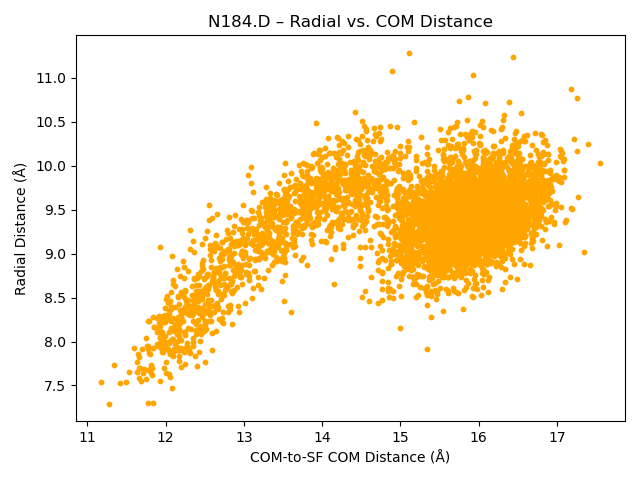 N184.D – Radial vs. COM Distance
Radial Distance (Å)
11.0
10.5
10.0
9.5
9.0
8.5
8.0
7.5
11 12 13 14 15 16 17
COM-to-SF COM Distance (Å)